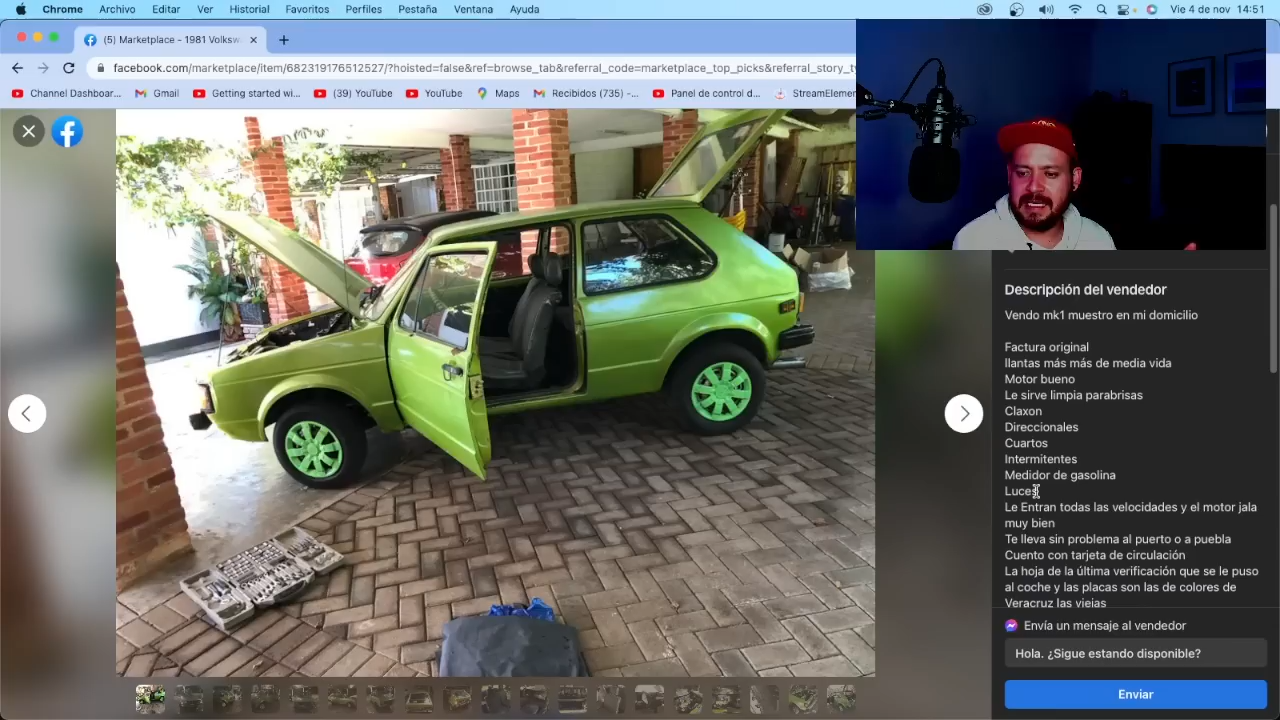 Chrome Archivo Editar Ver Historial Favoritos Perfiles Pestaña Ventana Ayuda Vie 4 de nov 14:51
(5) Marketplace - 1981 Volksw
facebook.com/marketplace/item/682319176512527/?hoisted=false&ref=browse_tab&referral_code=marketplace_top_picks&referral_story_ty
Channel Dashboard... Gmail Getting started wi... (39) YouTube YouTube Maps Recibidos (735) -... Panel de control d... StreamElemen
Descripción del vendedor
Vendo mk1 muestro en mi domicilio
Factura original
llantas más más de media vida
Motor bueno
Le sirve limpia parabrisas
Claxon
Direccionales
Cuartos
Intermitentes
Medidor de gasolina
Luces
Le Entran todas las velocidades y el motor jala
muy bien
Te lleva sin problema al puerto o a puebla
Cuento con tarjeta de circulación
La hoja de la última verificación que se le puso
al coche y las placas son las de colores de
Veracruz las viejas
Envía un mensaje al vendedor
Hola. ¿Sigue estando disponible?
Enviar